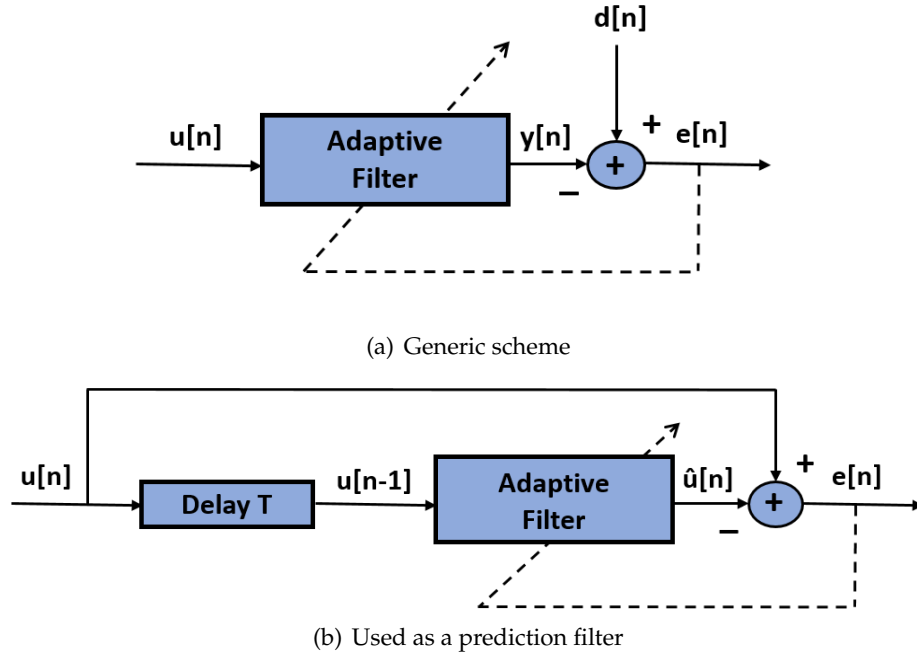 d[n]
u[n]
Adaptive
Filter
y[n]
+
e[n]
+
−
(a) Generic scheme
u[n]
Delay T
u[n-1]
Adaptive
Filter
û[n]
+
e[n]
+
−
(b) Used as a prediction filter